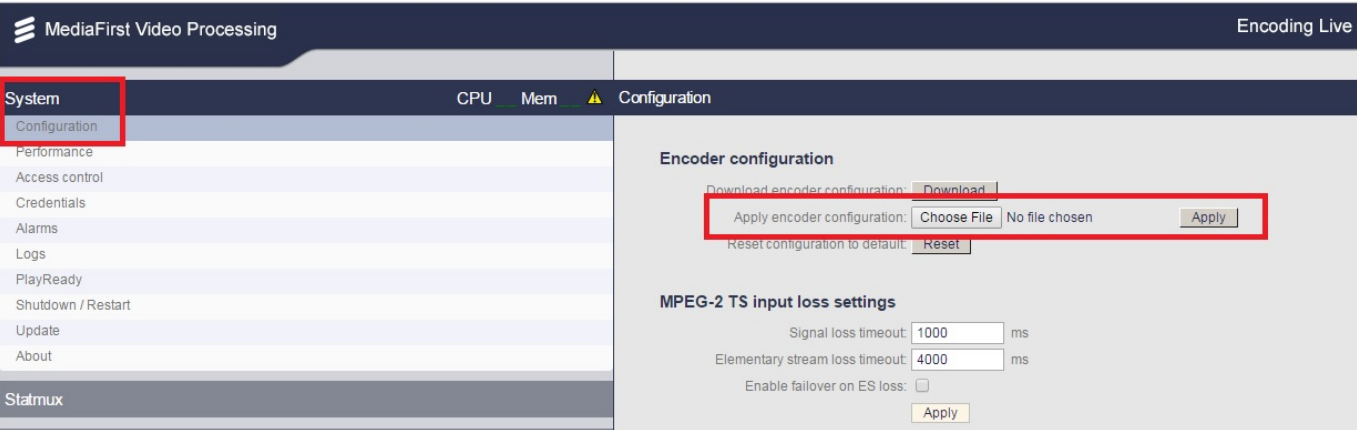 MediaFirst Video Processing
Encoding Live
System CPU Mem
Configuration
Performance
Access control
Credentials
Alarms
Logs
PlayReady
Shutdown / Restart
Update
About
Statmux
Configuration
Encoder configuration
Download encoder configuration: Download
Apply encoder configuration: Choose File No file chosen Apply
Reset configuration to default: Reset
MPEG-2 TS input loss settings
Signal loss timeout: 1000 ms
Elementary stream loss timeout: 4000 ms
Enable failover on ES loss:
Apply